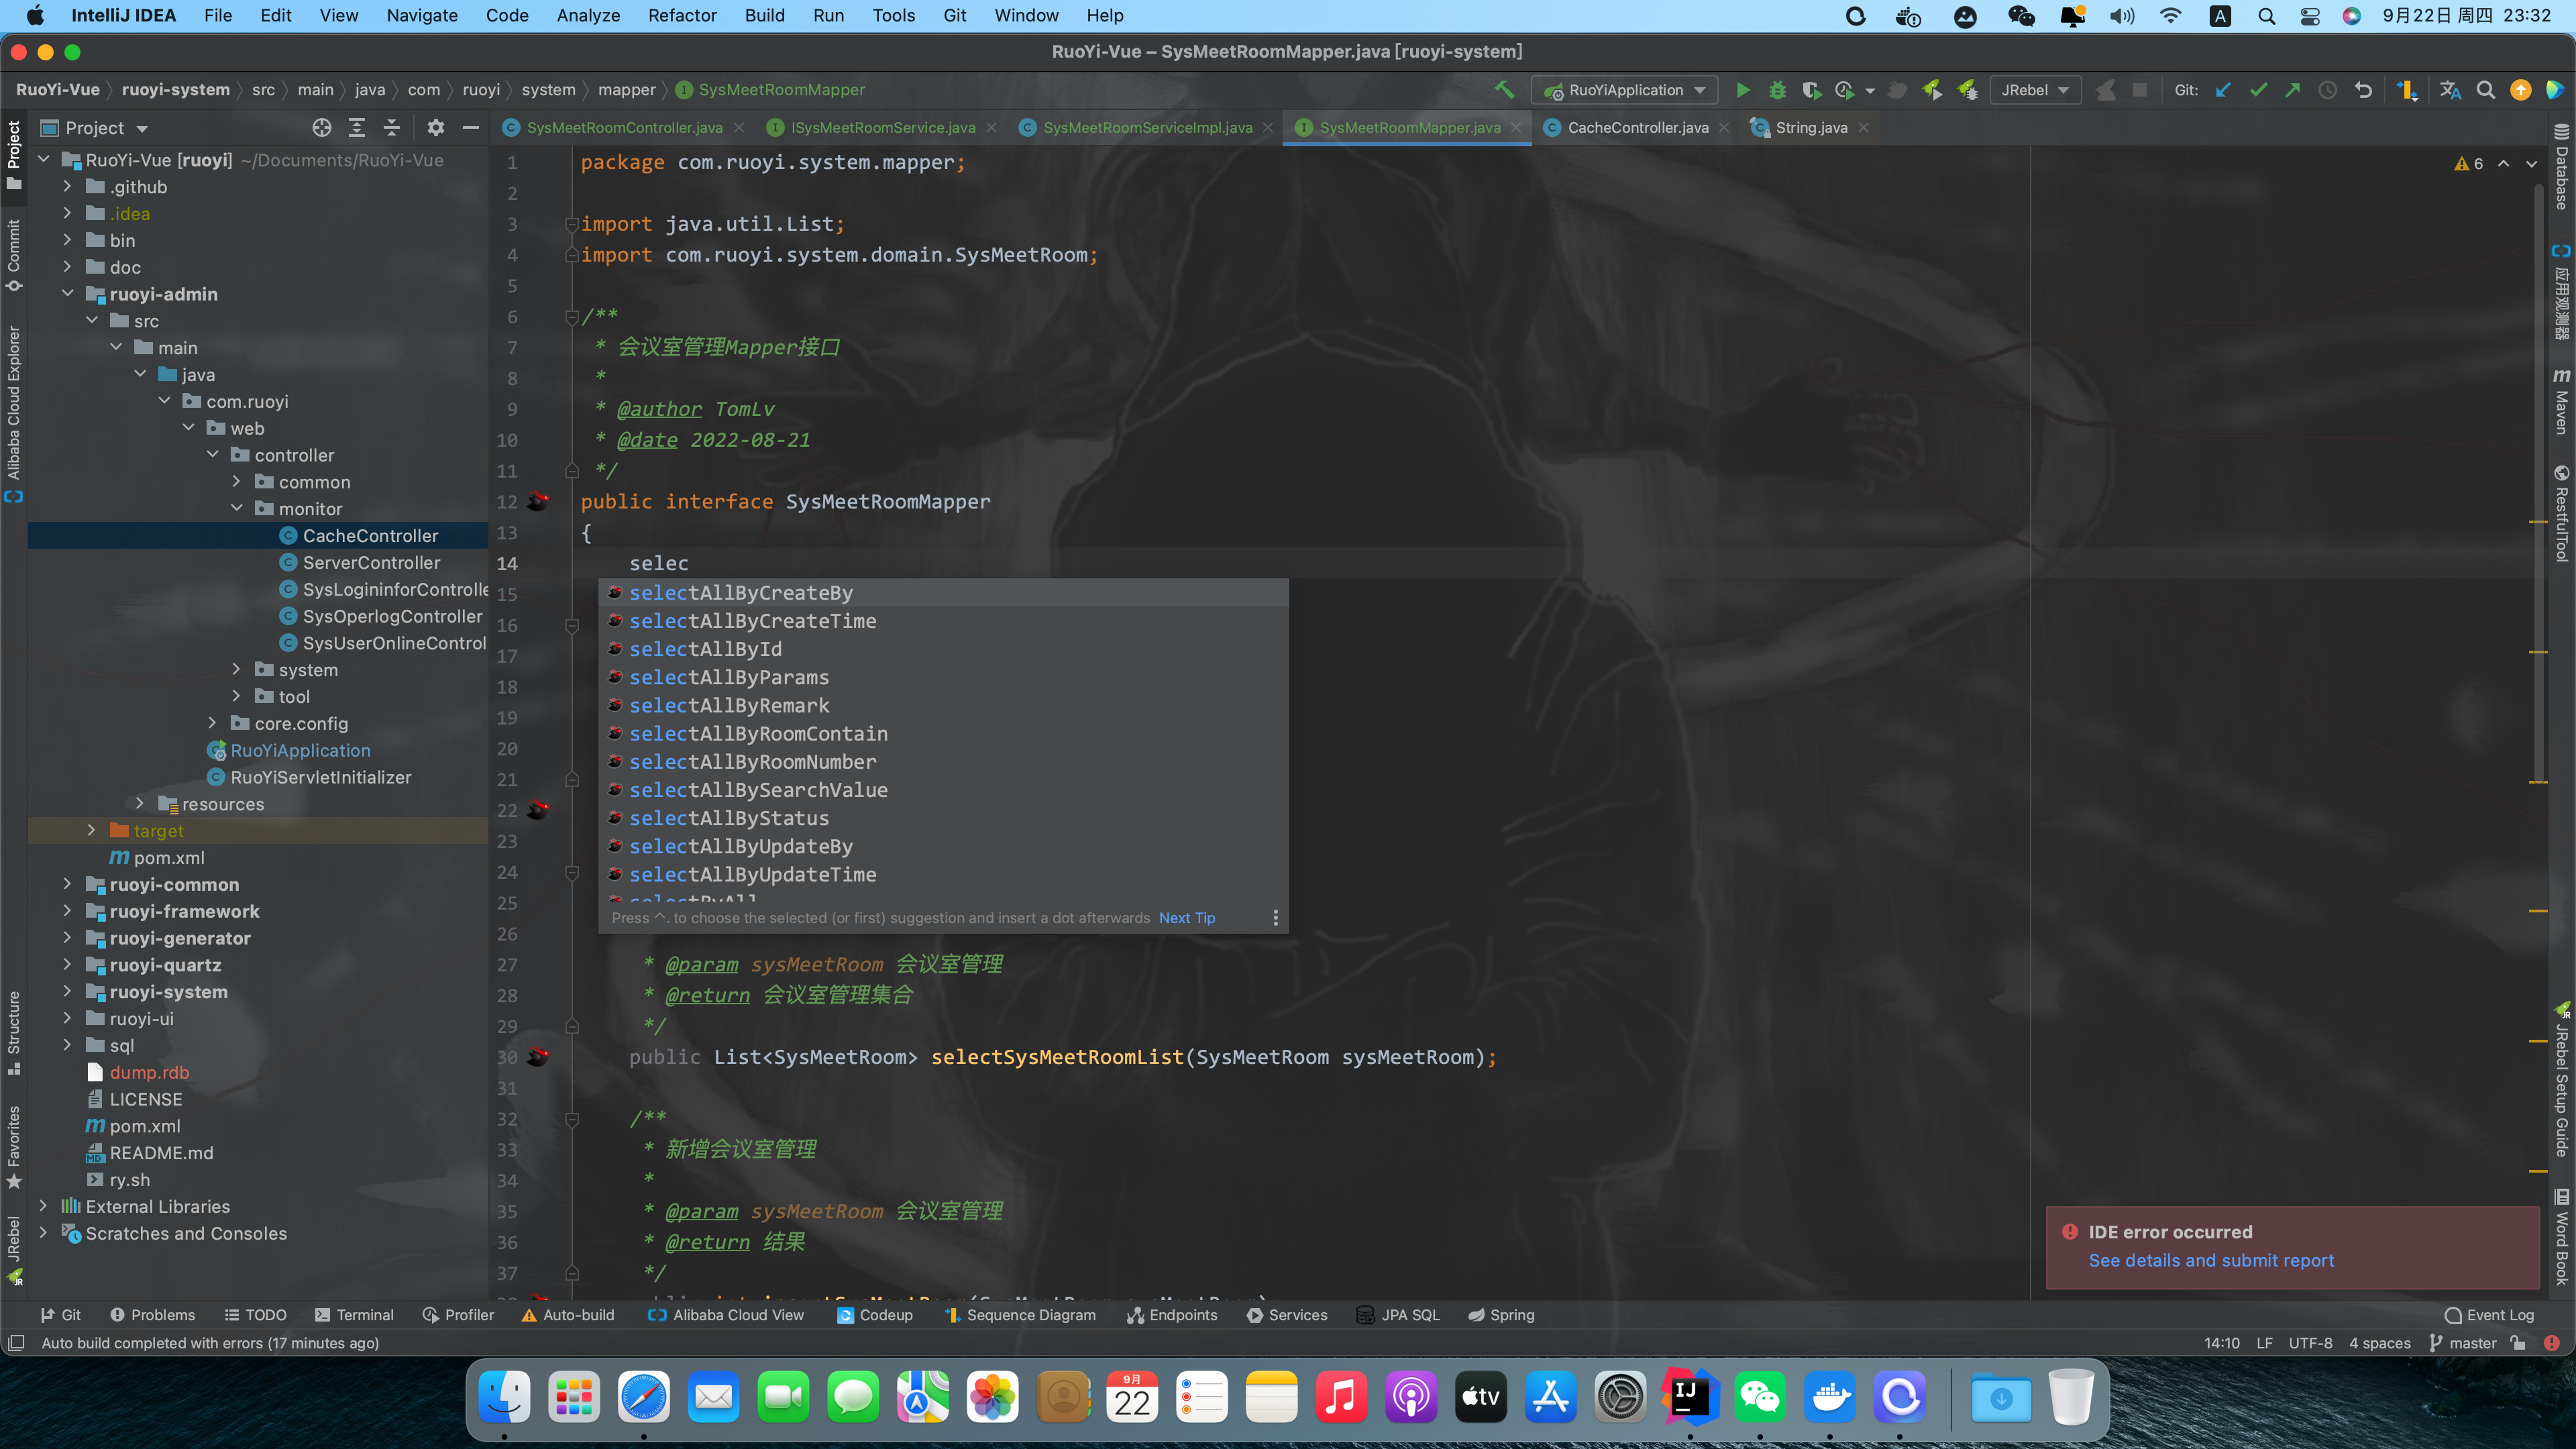 IntelliJ IDEA File Edit View Navigate Code Analyze Refactor Build Run Tools Git Window Help A 9月22日 周四 23:32
RuoYi-Vue – SysMeetRoomMapper.java [ruoyi-system]
RuoYi-Vue ruoyi-system src main java com ruoyi system mapper SysMeetRoomMapper RuoYiApplication JRebel Git:
Project
SysMeetRoomController.java ISysMeetRoomService.java SysMeetRoomServiceImpl.java SysMeetRoomMapper.java CacheController.java String.java
Project
Commit
Alibaba Cloud Explorer
Structure
Favorites
JRebel
RuoYi-Vue [ruoyi] ~/Documents/RuoYi-Vue
.github
.idea
bin
doc
ruoyi-admin
src
main
java
com.ruoyi
web
controller
common
monitor
CacheController
ServerController
SysLogininforControlle
SysOperlogController
SysUserOnlineControl
system
tool
core.config
RuoYiApplication
RuoYiServletInitializer
resources
target
pom.xml
ruoyi-common
ruoyi-framework
ruoyi-generator
ruoyi-quartz
ruoyi-system
ruoyi-ui
sql
dump.rdb
LICENSE
pom.xml
README.md
ry.sh
External Libraries
Scratches and Consoles
6
1 package com.ruoyi.system.mapper;
2
3 import java.util.List;
4 import com.ruoyi.system.domain.SysMeetRoom;
5
6 /**
7 * 会议室管理Mapper接口
8 *
9 * @author TomLv
10 * @date 2022-08-21
11 */
12 public interface SysMeetRoomMapper
13 {
14 selec
15
16
17
18
19
20
21
22
23
24
25
26
selectAllByCreateBy
selectAllByCreateTime
selectAllById
selectAllByParams
selectAllByRemark
selectAllByRoomContain
selectAllByRoomNumber
selectAllBySearchValue
selectAllByStatus
selectAllByUpdateBy
selectAllByUpdateTime
selectByAll
Press ^. to choose the selected (or first) suggestion and insert a dot afterwards Next Tip
27 * @param sysMeetRoom 会议室管理
28 * @return 会议室管理集合
29 */
30 public List<SysMeetRoom> selectSysMeetRoomList(SysMeetRoom sysMeetRoom);
31
32 /**
33 * 新增会议室管理
34 *
35 * @param sysMeetRoom 会议室管理
36 * @return 结果
37 */
Database
应用观测器
Maven
RestfulTool
JRebel Setup Guide
Word Book
IDE error occurred
See details and submit report
Git Problems TODO Terminal Profiler Auto-build Alibaba Cloud View Codeup Sequence Diagram Endpoints Services JPA SQL Spring Event Log
Auto build completed with errors (17 minutes ago) 14:10 LF UTF-8 4 spaces master
9月
22
tv
IJ